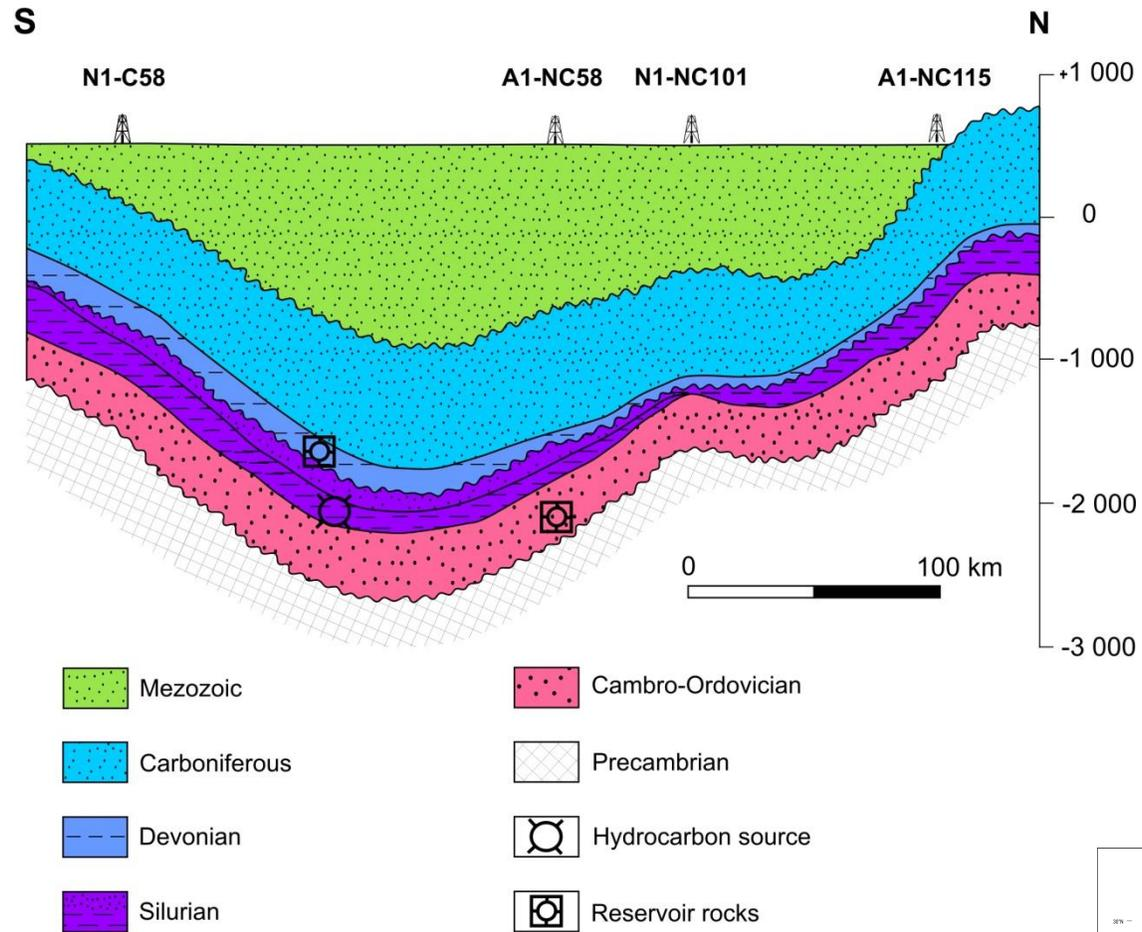 S
N
N1-C58
A1-NC58
N1-NC101
A1-NC115
+1 000
0
-1 000
-2 000
-3 000
0
100 km
Mezozoic
Cambro-Ordovician
Carboniferous
Precambrian
Devonian
Hydrocarbon source
Silurian
Reservoir rocks